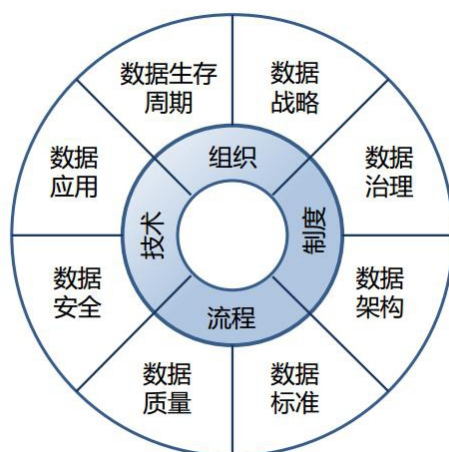 数据生存
周期
数据
战略
数据
治理
数据
架构
数据
标准
数据
质量
数据
安全
数据
应用
组织
制度
流程
技术